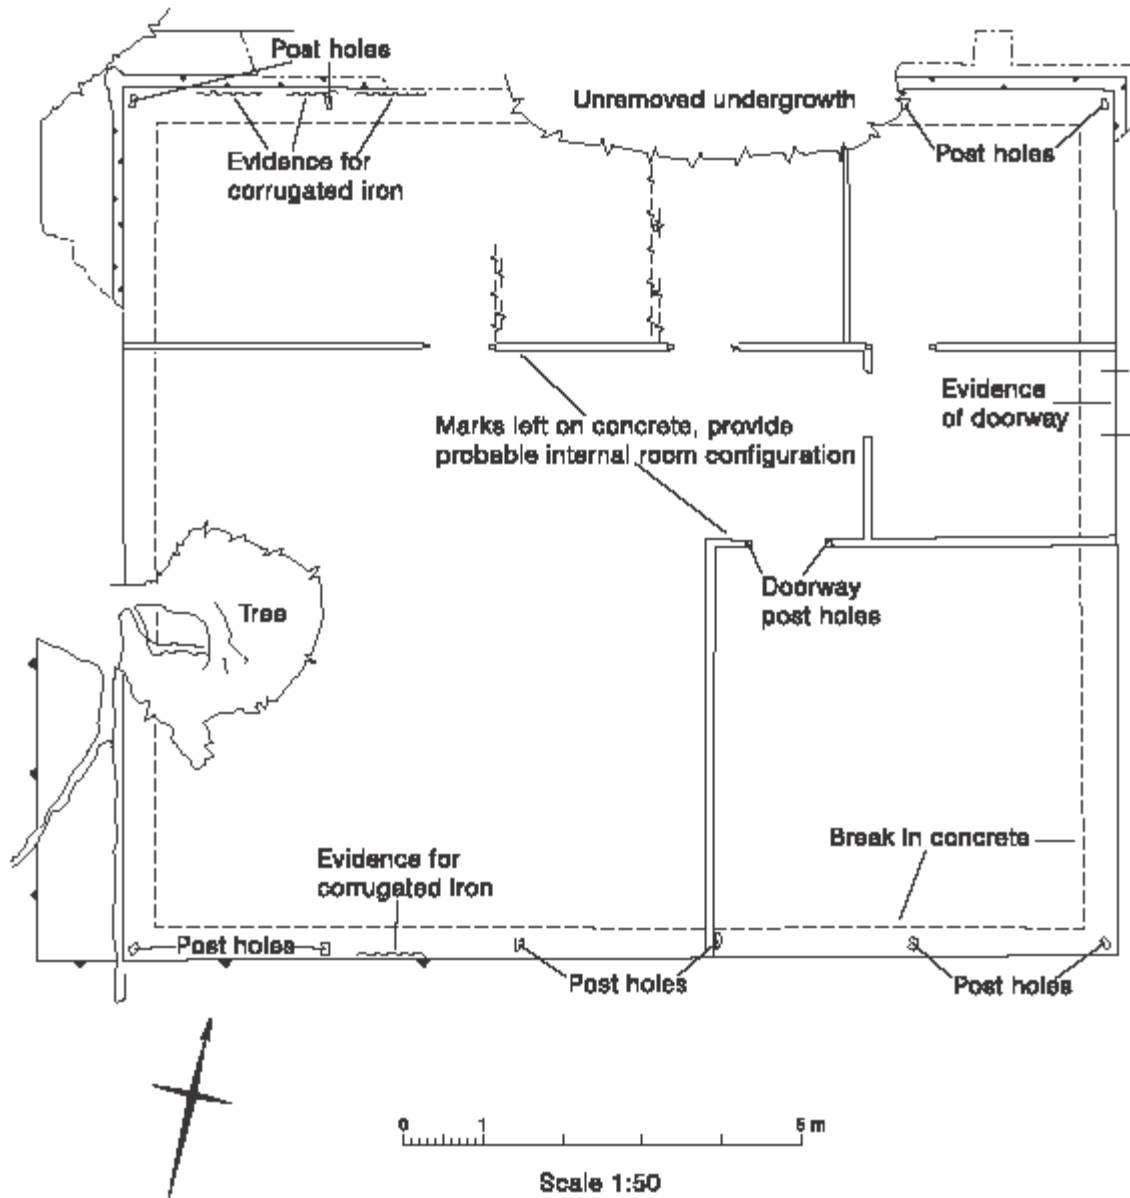 Post holes
Unremoved undergrowth
Evidence for
corrugated iron
Post holes
Evidence
of doorway
Marks left on concrete, provide
probable internal room configuration
Tree
Doorway
post holes
Break in concrete
Evidence for
corrugated iron
Post holes
Post holes
Post holes
0 1 5 m
Scale 1:50